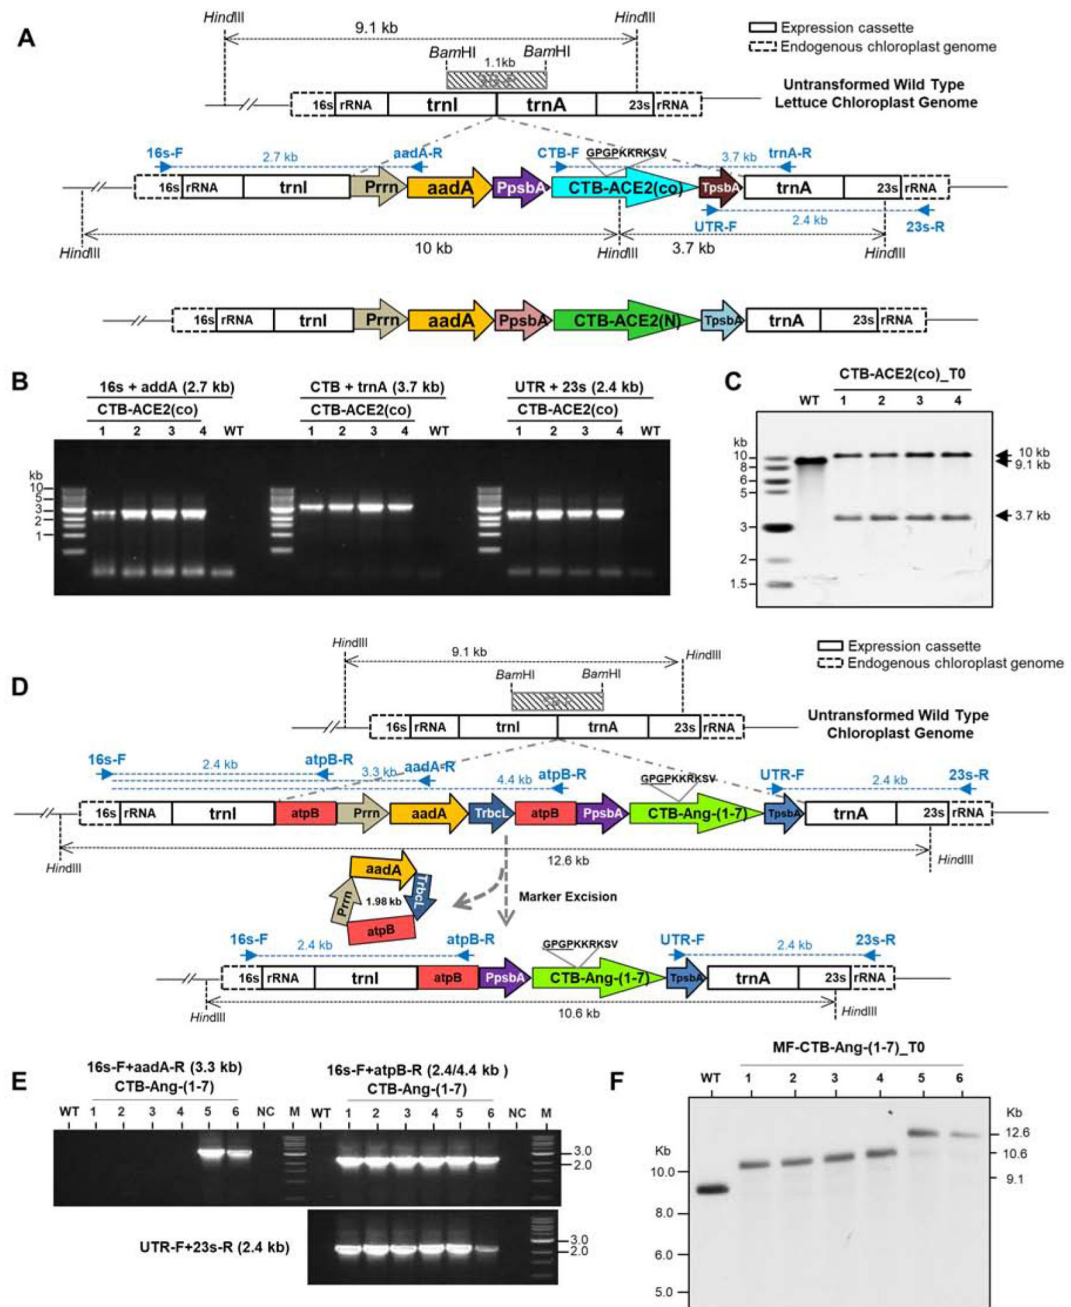 A
HindIII
9.1 kb
HindIII
BamHI
BamHI
1.1kb
Expression cassette
Endogenous chloroplast genome
16s
rRNA
trnI
trnA
23s
rRNA
Untransformed Wild Type
Lettuce Chloroplast Genome
16s-F
2.7 kb
aadA-R
CTB-F
GPGPKKRKSV
3.7 kb
trnA-R
16s
rRNA
trnI
Prrn
aadA
PpsbA
CTB-ACE2(co)
TpsbA
trnA
23s
rRNA
UTR-F
2.4 kb
23s-R
HindIII
10 kb
HindIII
3.7 kb
HindIII
16s
rRNA
trnI
Prrn
aadA
PpsbA
CTB-ACE2(N)
TpsbA
trnA
23s
rRNA
B
16s + addA (2.7 kb)
CTB + trnA (3.7 kb)
UTR + 23s (2.4 kb)
CTB-ACE2(co)
CTB-ACE2(co)
CTB-ACE2(co)
1 2 3 4 WT
1 2 3 4 WT
1 2 3 4 WT
kb
10
5
3
2
1
C
CTB-ACE2(co)_T0
WT 1 2 3 4
kb
10
8
6
5
3
2
1.5
10 kb
9.1 kb
3.7 kb
D
HindIII
9.1 kb
HindIII
BamHI
BamHI
Expression cassette
Endogenous chloroplast genome
16s
rRNA
trnI
trnA
23s
rRNA
Untransformed Wild Type
Chloroplast Genome
16s-F
2.4 kb
atpB-R
3.3 kb
aadA-R
4.4 kb
atpB-R
GPGPKKRKSV
UTR-F
2.4 kb
23s-R
16s
rRNA
trnI
atpB
Prrn
aadA
TrbcL
atpB
PpsbA
CTB-Ang-(1-7)
TpsbA
trnA
23s
rRNA
HindIII
12.6 kb
HindIII
aadA
TrbcL
Prrn
1.98 kb
atpB
Marker Excision
16s-F
2.4 kb
atpB-R
GPGPKKRKSV
UTR-F
2.4 kb
23s-R
16s
rRNA
trnI
atpB
PpsbA
CTB-Ang-(1-7)
TpsbA
trnA
23s
rRNA
HindIII
10.6 kb
HindIII
E
16s-F+aadA-R (3.3 kb)
16s-F+atpB-R (2.4/4.4 kb )
CTB-Ang-(1-7)
CTB-Ang-(1-7)
WT 1 2 3 4 5 6 NC M
WT 1 2 3 4 5 6 NC M
3.0
2.0
UTR-F+23s-R (2.4 kb)
3.0
2.0
F
MF-CTB-Ang-(1-7)_T0
WT 1 2 3 4 5 6
Kb
10.0
8.0
6.0
5.0
Kb
12.6
10.6
9.1